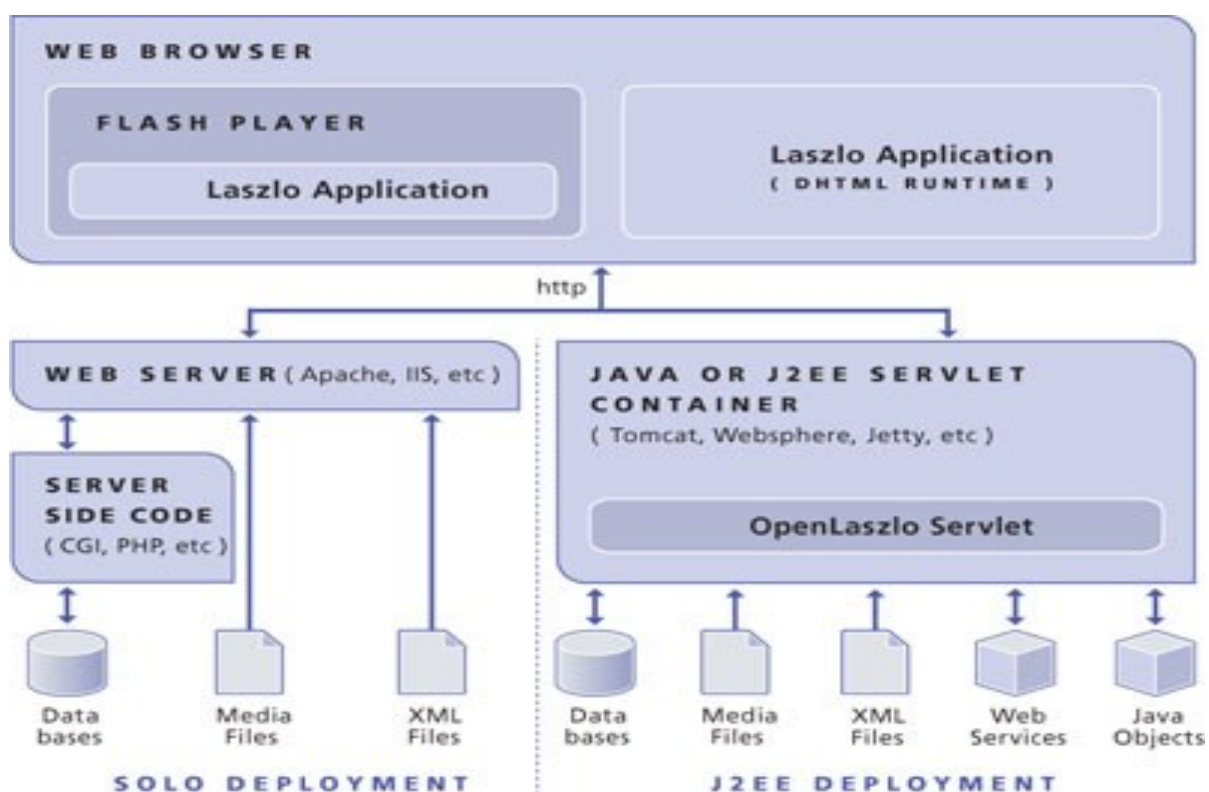 WEB BROWSER
FLASH PLAYER
Laszlo Application
Laszlo Application
( DHTML RUNTIME )
http
WEB SERVER ( Apache, IIS, etc )
SERVER
SIDE CODE
( CGI, PHP, etc )
Data
bases
Media
Files
XML
Files
SOLO DEPLOYMENT
JAVA OR J2EE SERVLET
CONTAINER
( Tomcat, Websphere, Jetty, etc )
OpenLaszlo Servlet
Data
bases
Media
Files
XML
Files
Web
Services
Java
Objects
J2EE DEPLOYMENT